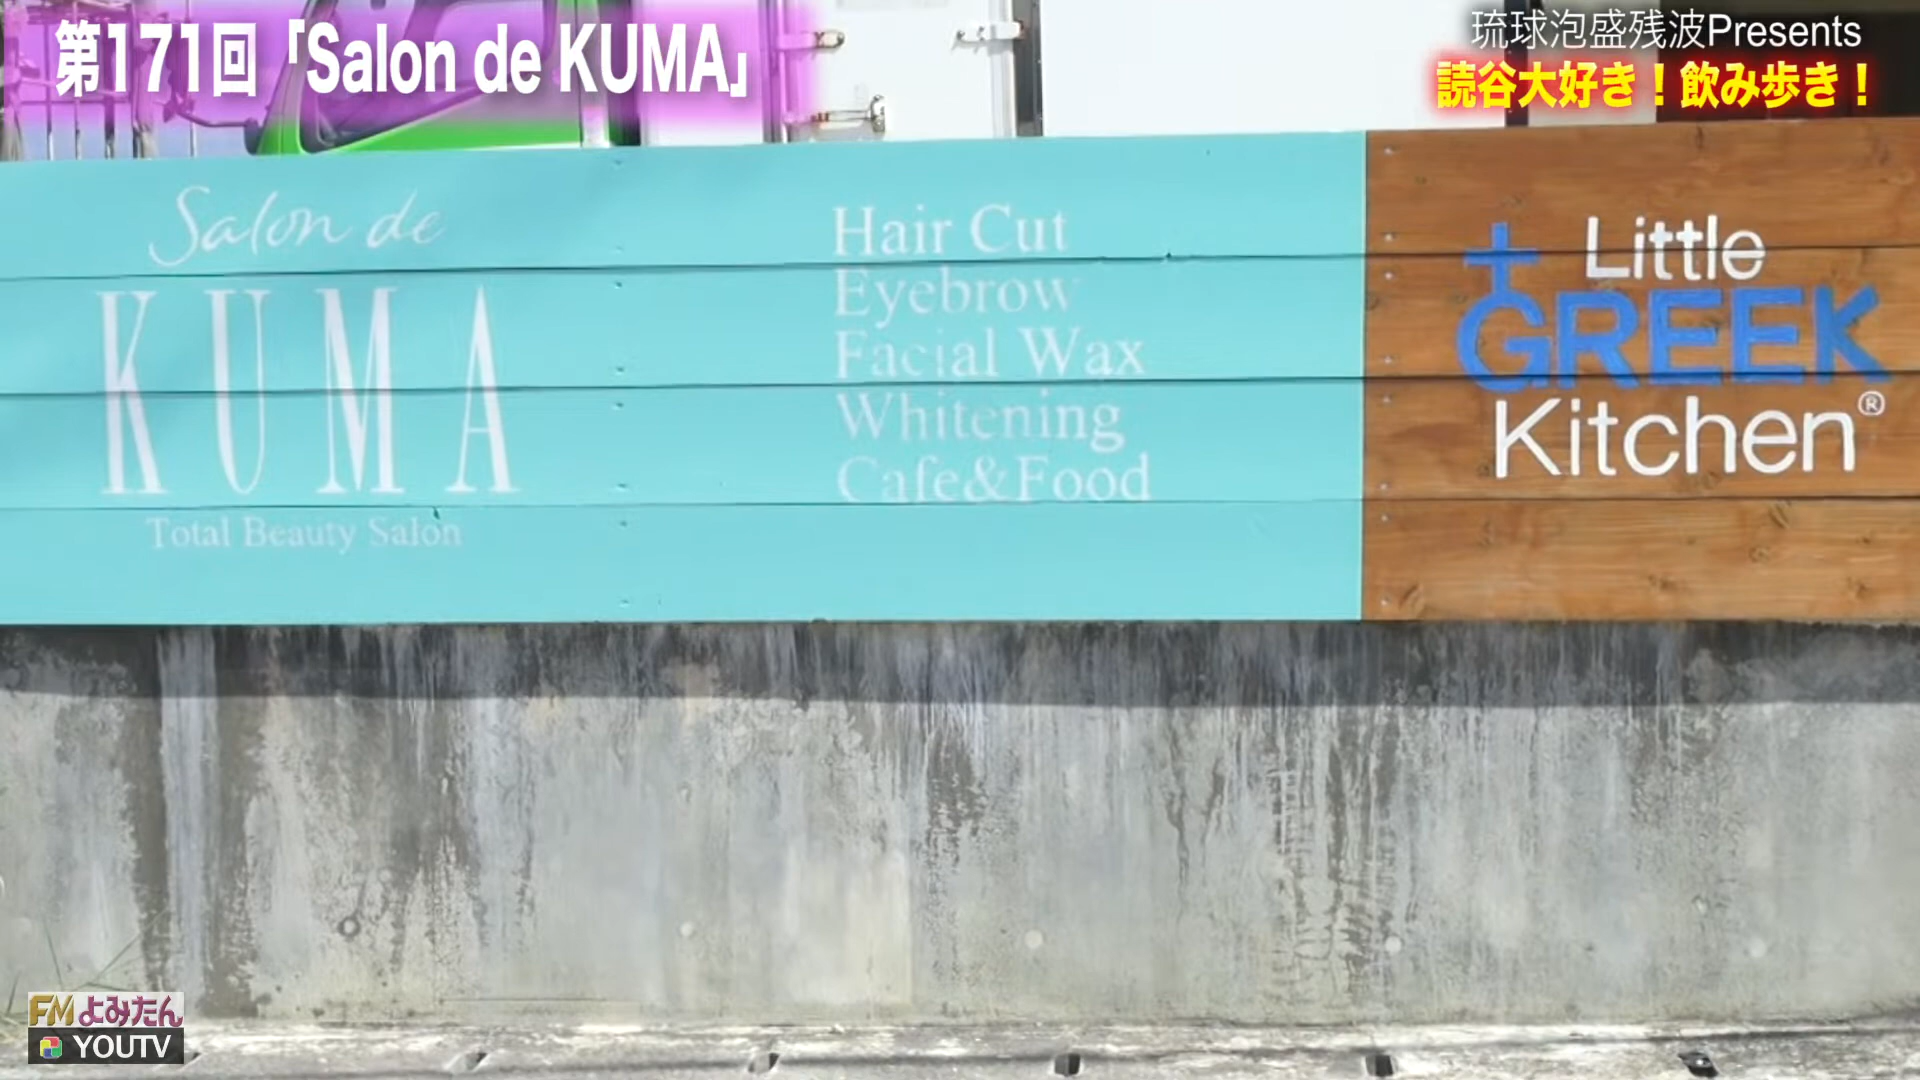 第171回「Salon de KUMA」
琉球泡盛残波Presents
読谷大好き！飲み歩き！
Salon de
KUMA
Total Beauty Salon
Hair Cut
Eyebrow
Facial Wax
Whitening
Cafe&Food
Little
GREEK
Kitchen®
FMよみたん
YOUTV